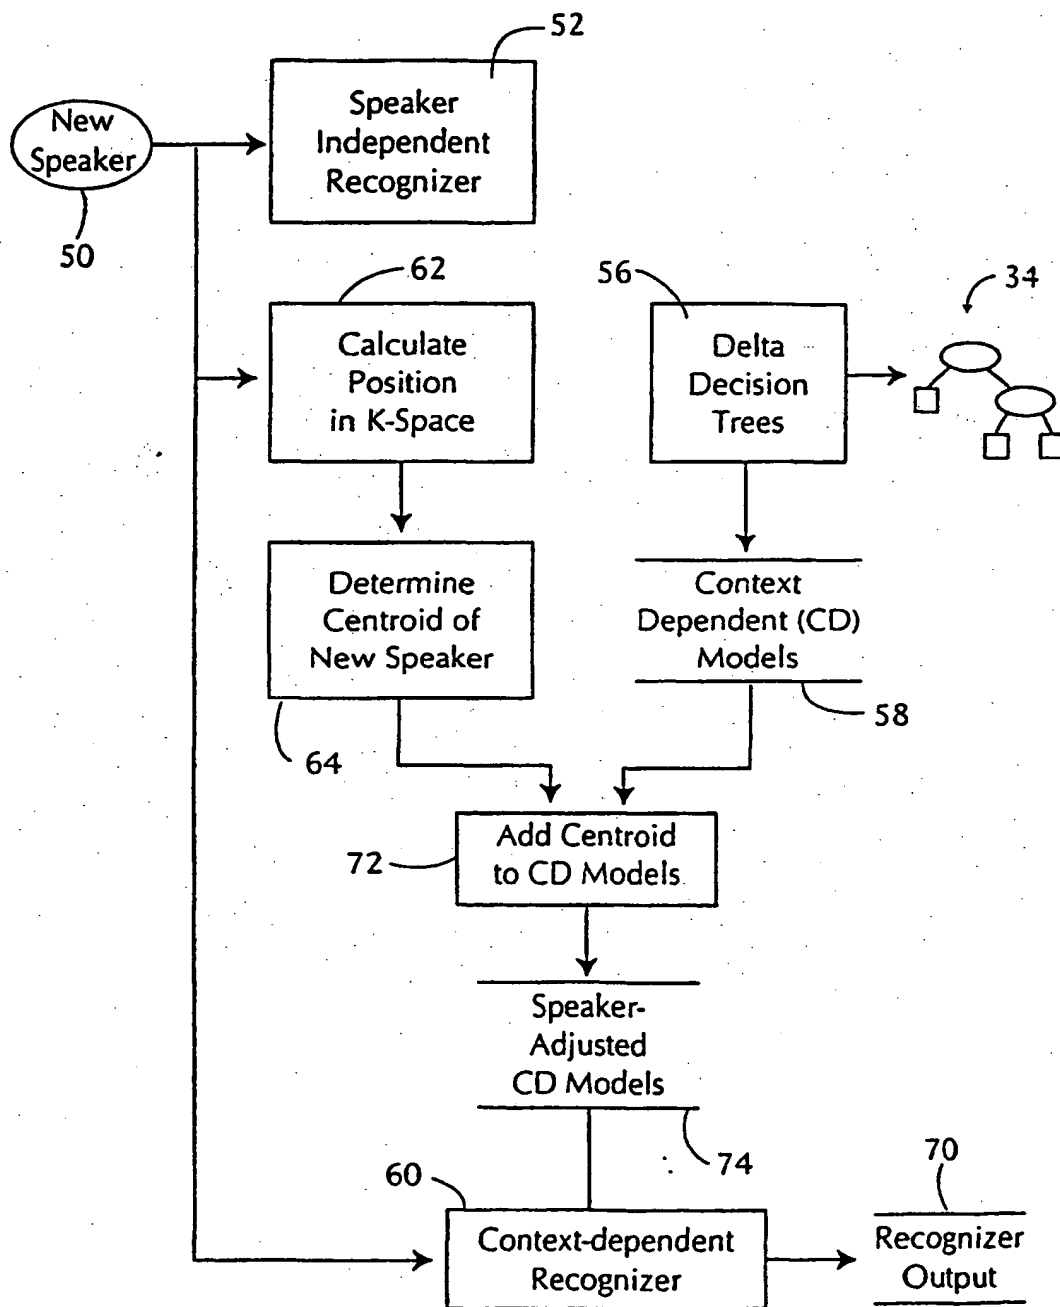 52
New
Speaker
50
Speaker
Independent
Recognizer
62
Calculate
Position
in K-Space
56
Delta
Decision
Trees
34
Determine
Centroid of
New Speaker
64
Context
Dependent (CD)
Models
58
72
Add Centroid
to CD Models
Speaker-
Adjusted
CD Models
74
60
Context-dependent
Recognizer
70
Recognizer
Output